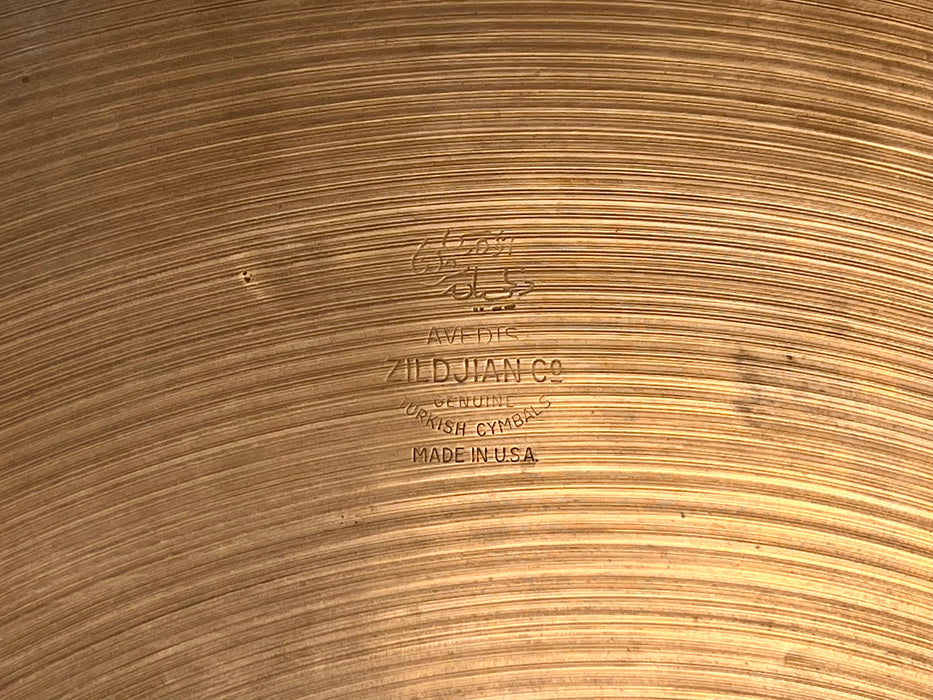 AVEDIS
ZILDJIAN CO
GENUINE
TURKISH CYMBALS
MADE IN U.S.A.